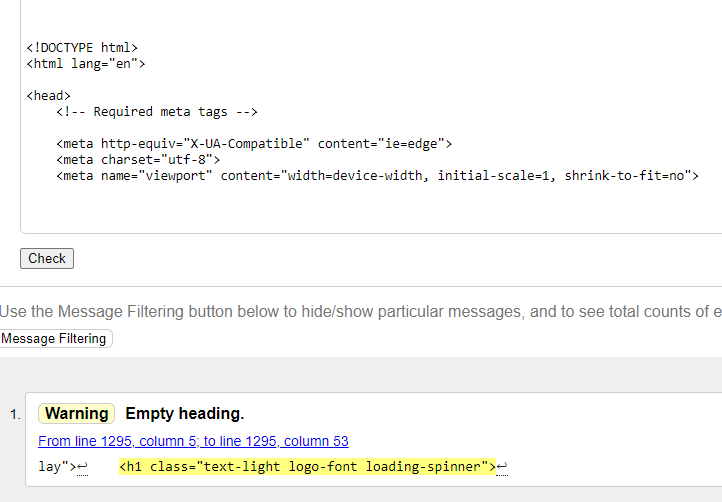 <!DOCTYPE html>
<html lang="en">
<head>
<!-- Required meta tags -->
<meta http-equiv="X-UA-Compatible" content="ie=edge">
<meta charset="utf-8">
<meta name="viewport" content="width=device-width, initial-scale=1, shrink-to-fit=no">
Check
Use the Message Filtering button below to hide/show particular messages, and to see total counts of e
Message Filtering
1. Warning Empty heading.
From line 1295, column 5; to line 1295, column 53
lay">↩ <h1 class="text-light logo-font loading-spinner">↩